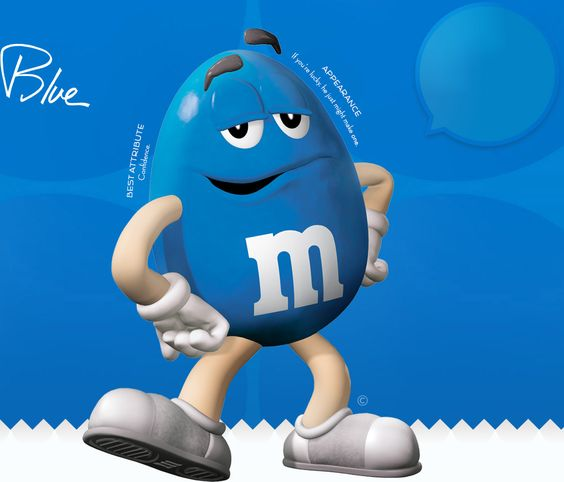 Blue
BEST ATTRIBUTE
Confidence.
APPEARANCE
If you're lucky, he just might make one.
m
©